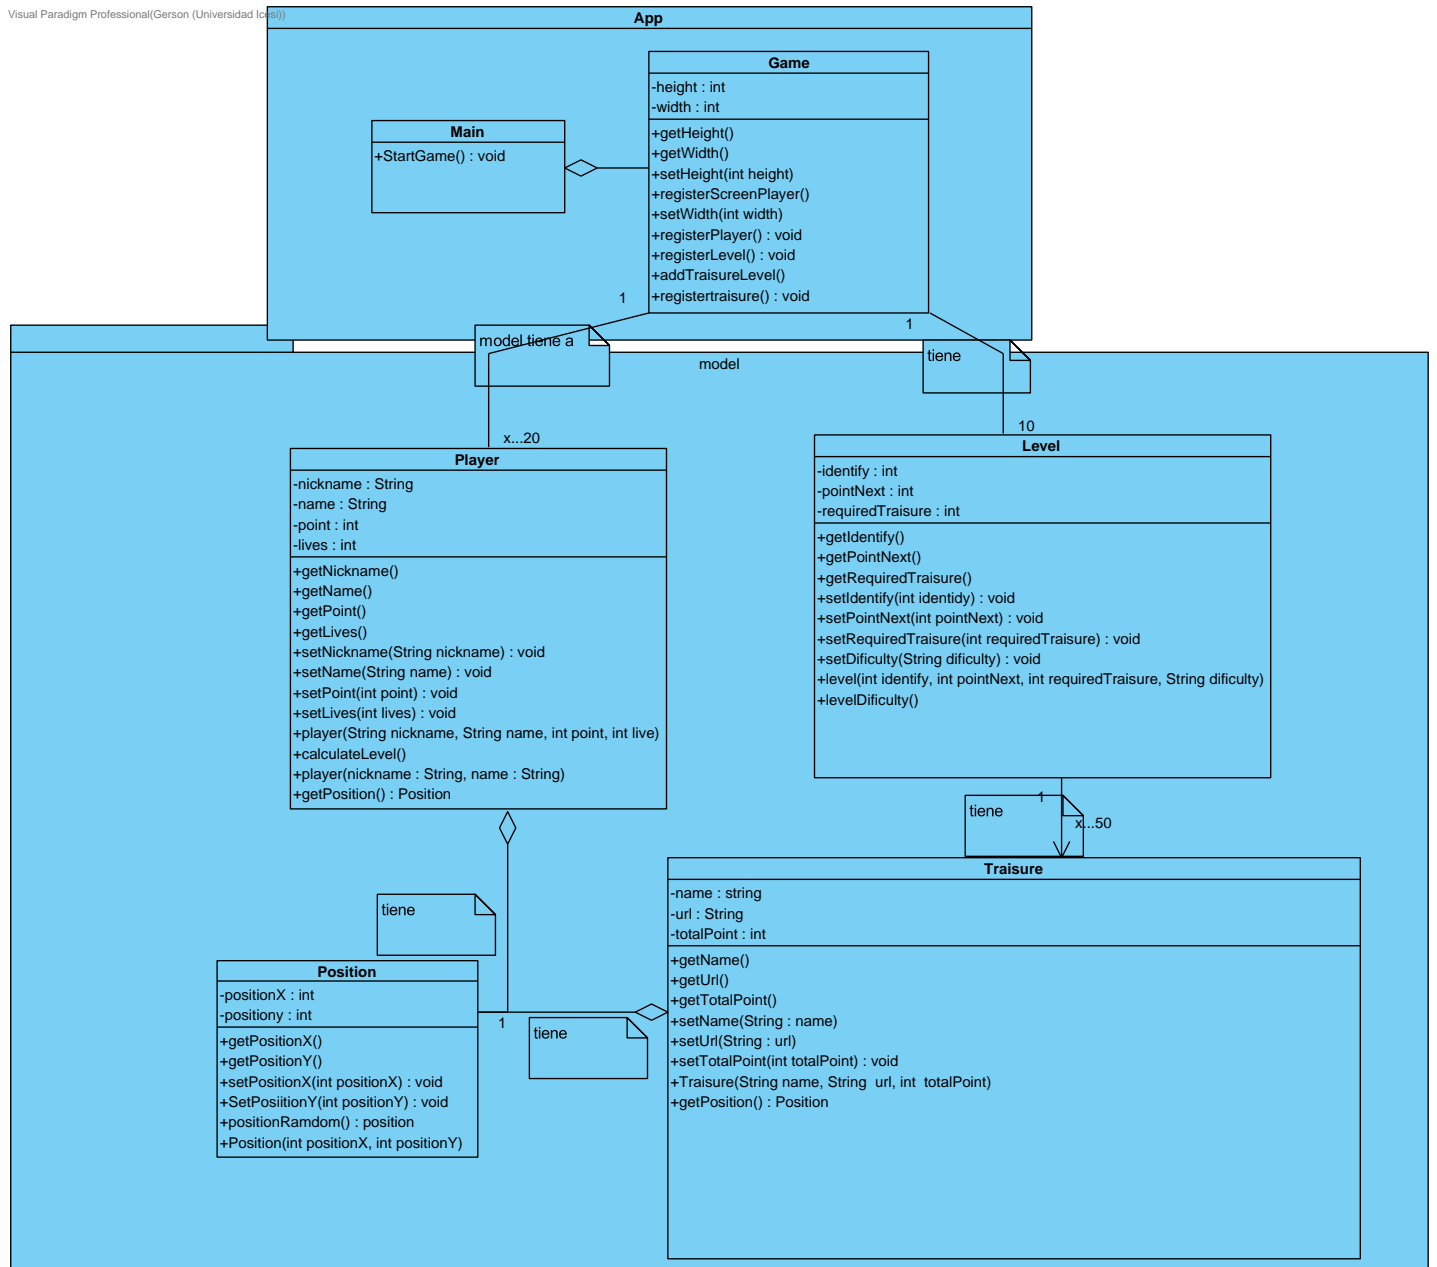 Visual Paradigm Professional(Gerson (Universidad Icesi))
App
Game
-height : int
-width : int
+getHeight()
+getWidth()
+setHeight(int height)
+registerScreenPlayer()
+setWidth(int width)
+registerPlayer() : void
+registerLevel() : void
+addTraisureLevel()
+registertraisure() : void
Main
+StartGame() : void
1
1
model tiene a
tiene
model
x...20
10
Player
-nickname : String
-name : String
-point : int
-lives : int
+getNickname()
+getName()
+getPoint()
+getLives()
+setNickname(String nickname) : void
+setName(String name) : void
+setPoint(int point) : void
+setLives(int lives) : void
+player(String nickname, String name, int point, int live)
+calculateLevel()
+player(nickname : String, name : String)
+getPosition() : Position
Level
-identify : int
-pointNext : int
-requiredTraisure : int
+getIdentify()
+getPointNext()
+getRequiredTraisure()
+setIdentify(int identidy) : void
+setPointNext(int pointNext) : void
+setRequiredTraisure(int requiredTraisure) : void
+setDificulty(String dificulty) : void
+level(int identify, int pointNext, int requiredTraisure, String dificulty)
+levelDificulty()
1
tiene
x...50
Traisure
-name : string
-url : String
-totalPoint : int
+getName()
+getUrl()
+getTotalPoint()
+setName(String : name)
+setUrl(String : url)
+setTotalPoint(int totalPoint) : void
+Traisure(String name, String  url, int  totalPoint)
+getPosition() : Position
tiene
Position
-positionX : int
-positiony : int
+getPositionX()
+getPositionY()
+setPositionX(int positionX) : void
+SetPosiitionY(int positionY) : void
+positionRamdom() : position
+Position(int positionX, int positionY)
1
tiene